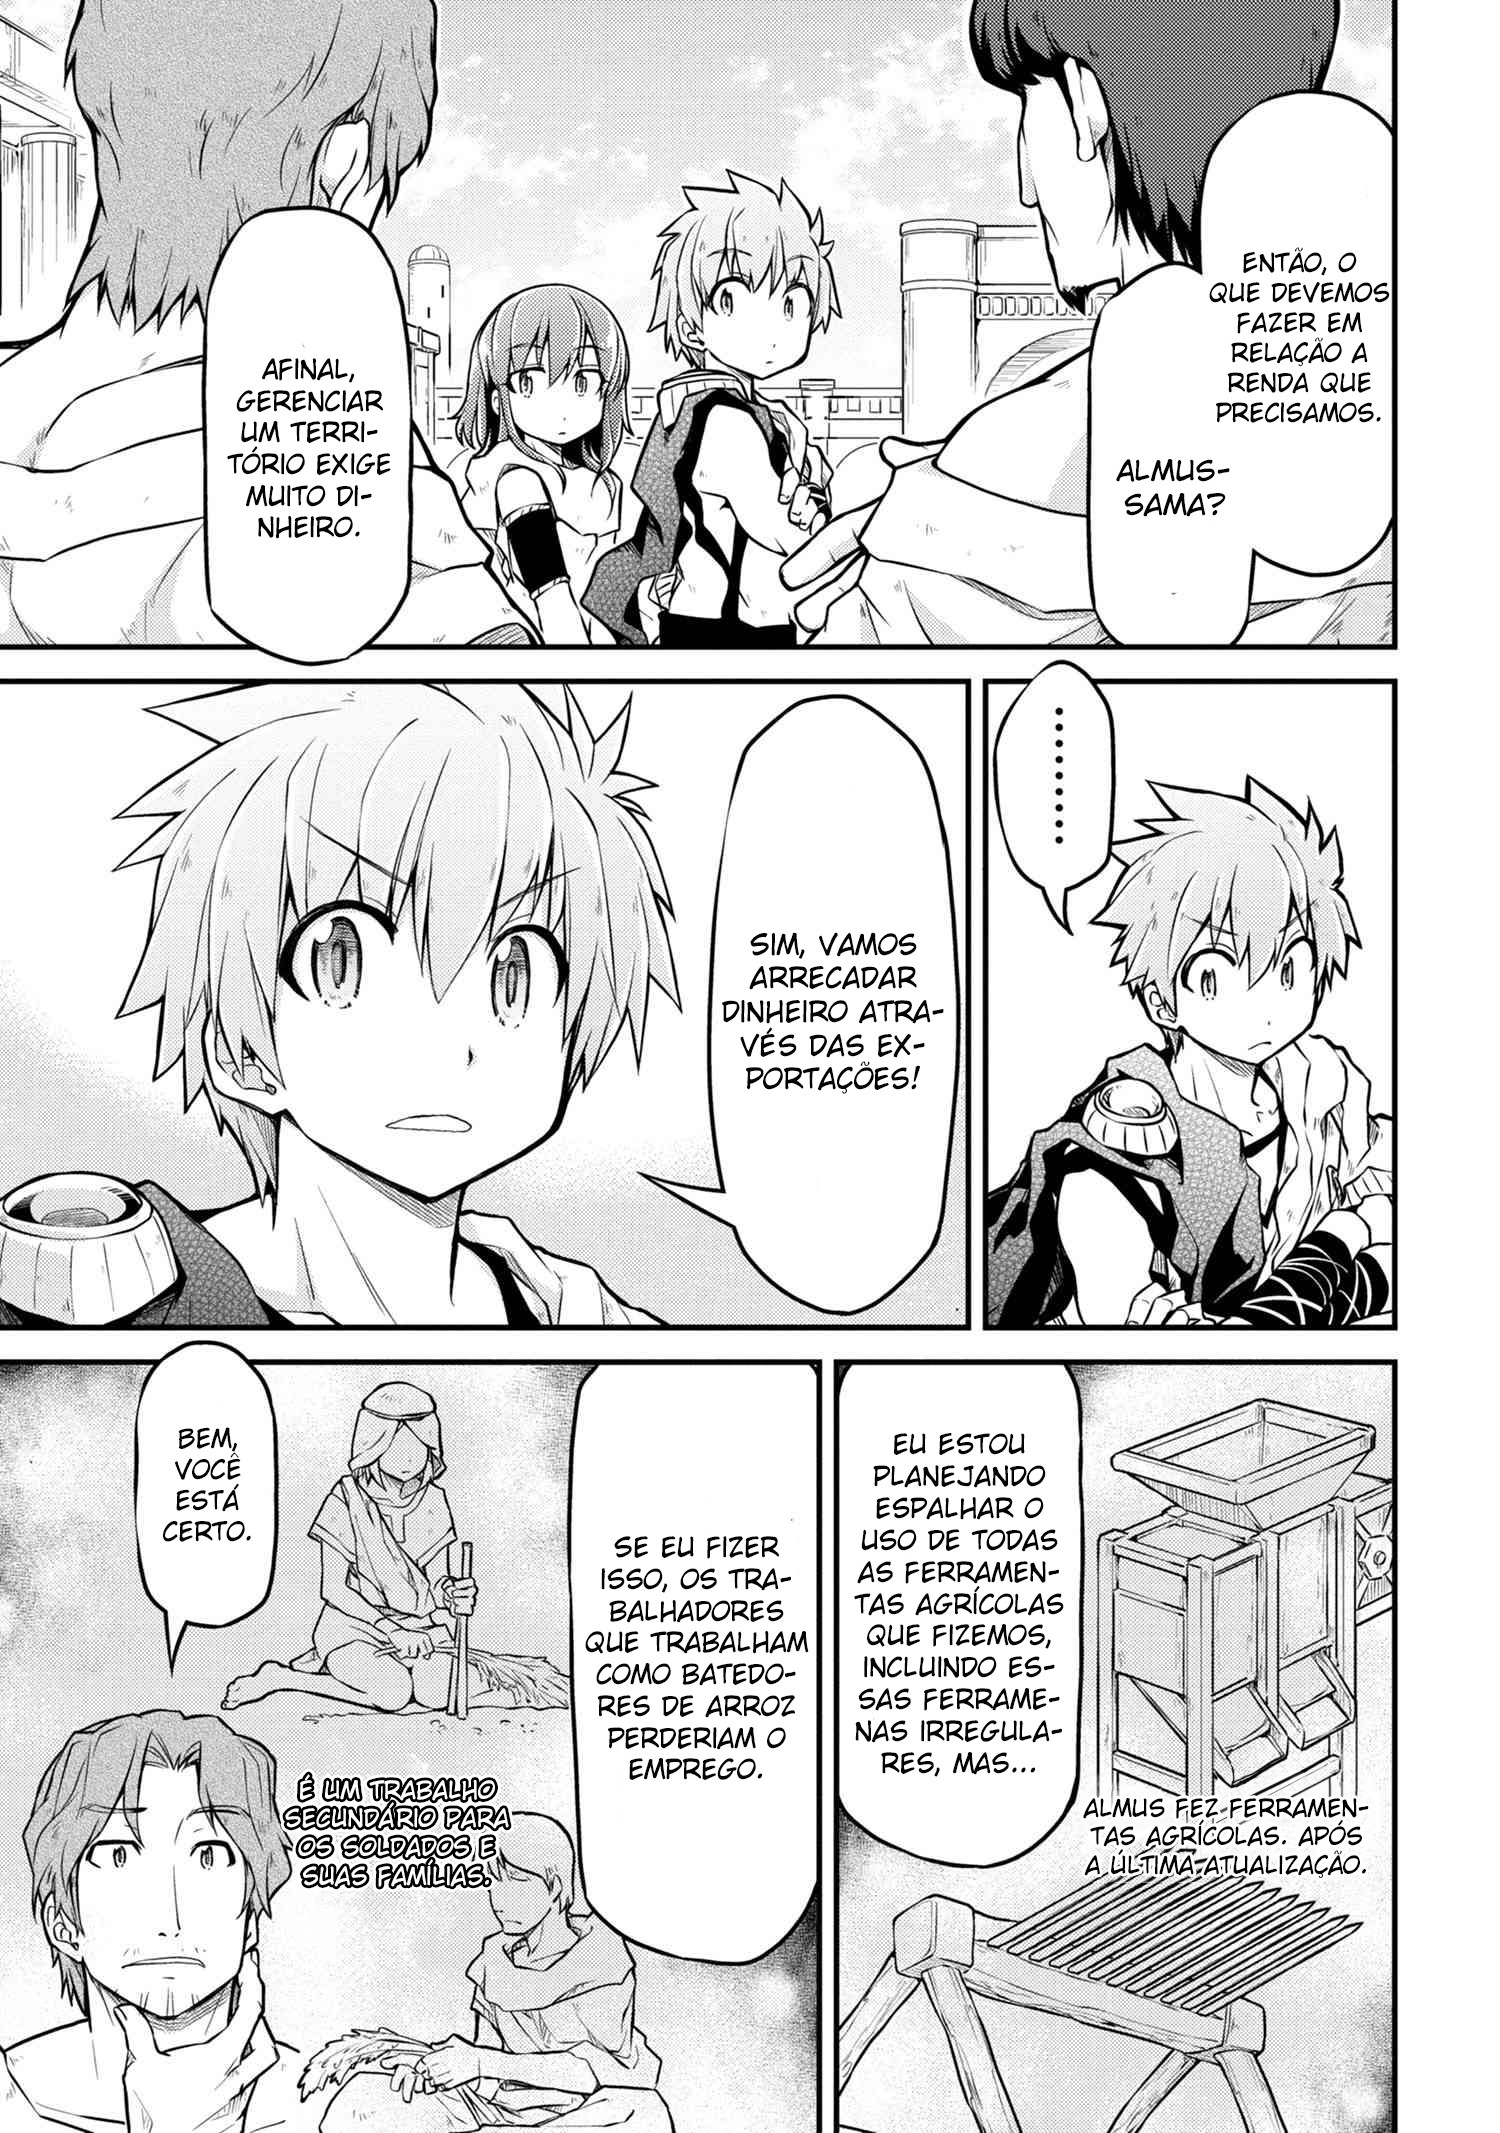 ENTÃO, O
QUE DEVEMOS
FAZER EM
RELAÇÃO A
RENDA QUE
PRECISAMOS.
ALMUS-
SAMA?
AFINAL,
GERENCIAR
UM TERRI-
TÓRIO EXIGE
MUITO DI-
NHEIRO.
..........
SIM, VAMOS
ARRECADAR
DINHEIRO ATRA-
VÉS DAS EX-
PORTAÇÕES!
EU ESTOU
PLANEJANDO
ESPALHAR O
USO DE TODAS
AS FERRAMEN-
TAS AGRÍCOLAS
QUE FIZEMOS,
INCLUINDO ES-
SAS FERRAME-
NAS IRREGULA-
RES, MAS...
ALMUS FEZ FERRAMEN-
TAS AGRÍCOLAS. APÓS
A ÚLTIMA ATUALIZAÇÃO.
SE EU FIZER
ISSO, OS TRA-
BALHADORES
QUE TRABALHAM
COMO BATEDO-
RES DE ARROZ
PERDERIAM O
EMPREGO.
É UM TRABALHO
SECUNDÁRIO PARA
OS SOLDADOS E
SUAS FAMÍLIAS.
BEM,
VOCÊ
ESTÁ
CERTO.